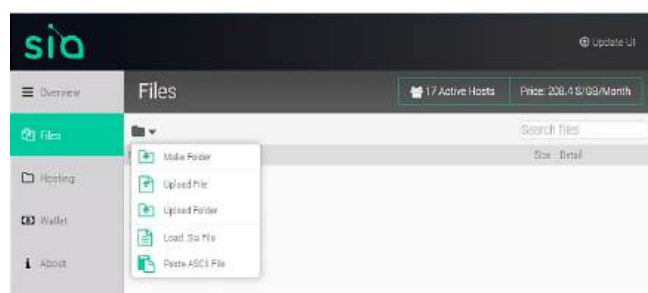 sia
Update UI
Overview
Files
17 Active Hosts
Price: 208.4 S/GB/Month
Files
Search files
Size Detail
Make Folder
Upload File
Hosting
Upload Folder
Wallet
Load .Sia File
About
Paste ASCII File